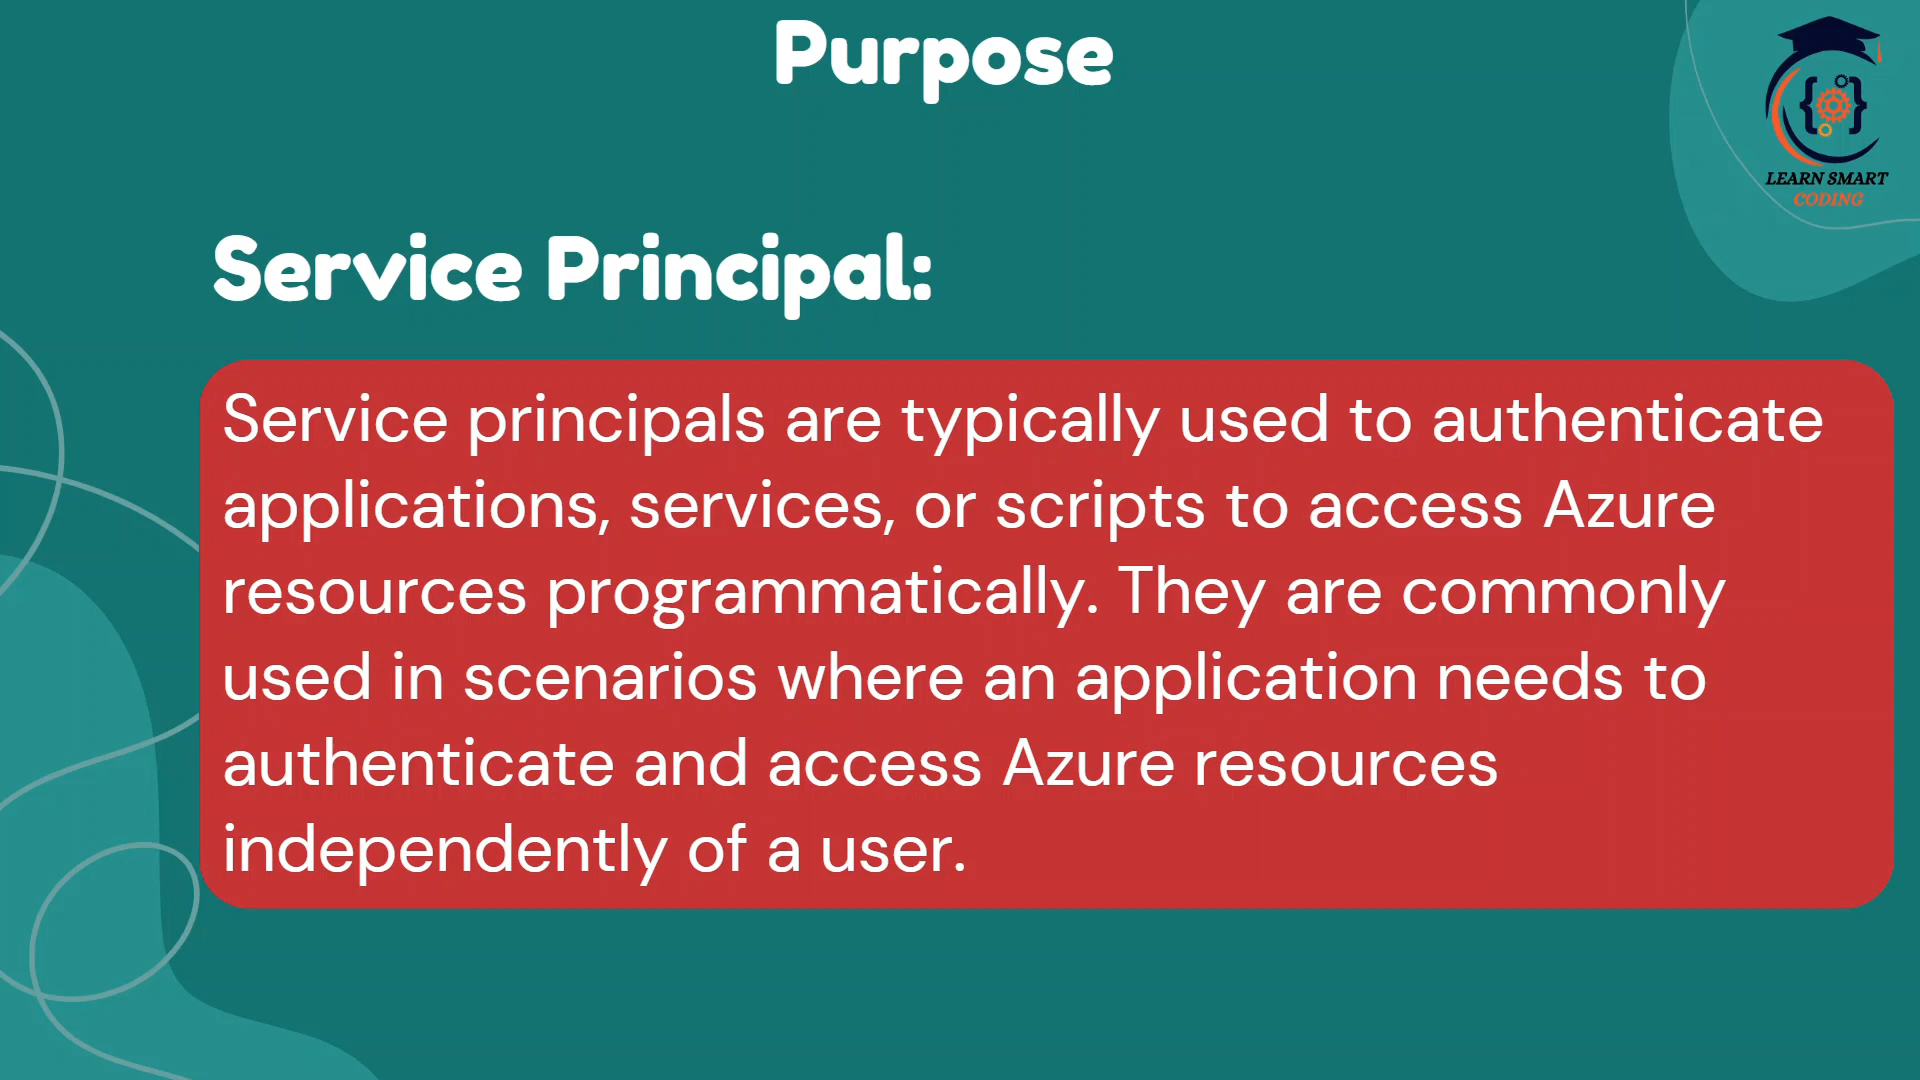 Purpose
LEARN SMART
CODING
Service Principal:
Service principals are typically used to authenticate
applications, services, or scripts to access Azure
resources programmatically. They are commonly
used in scenarios where an application needs to
authenticate and access Azure resources
independently of a user.